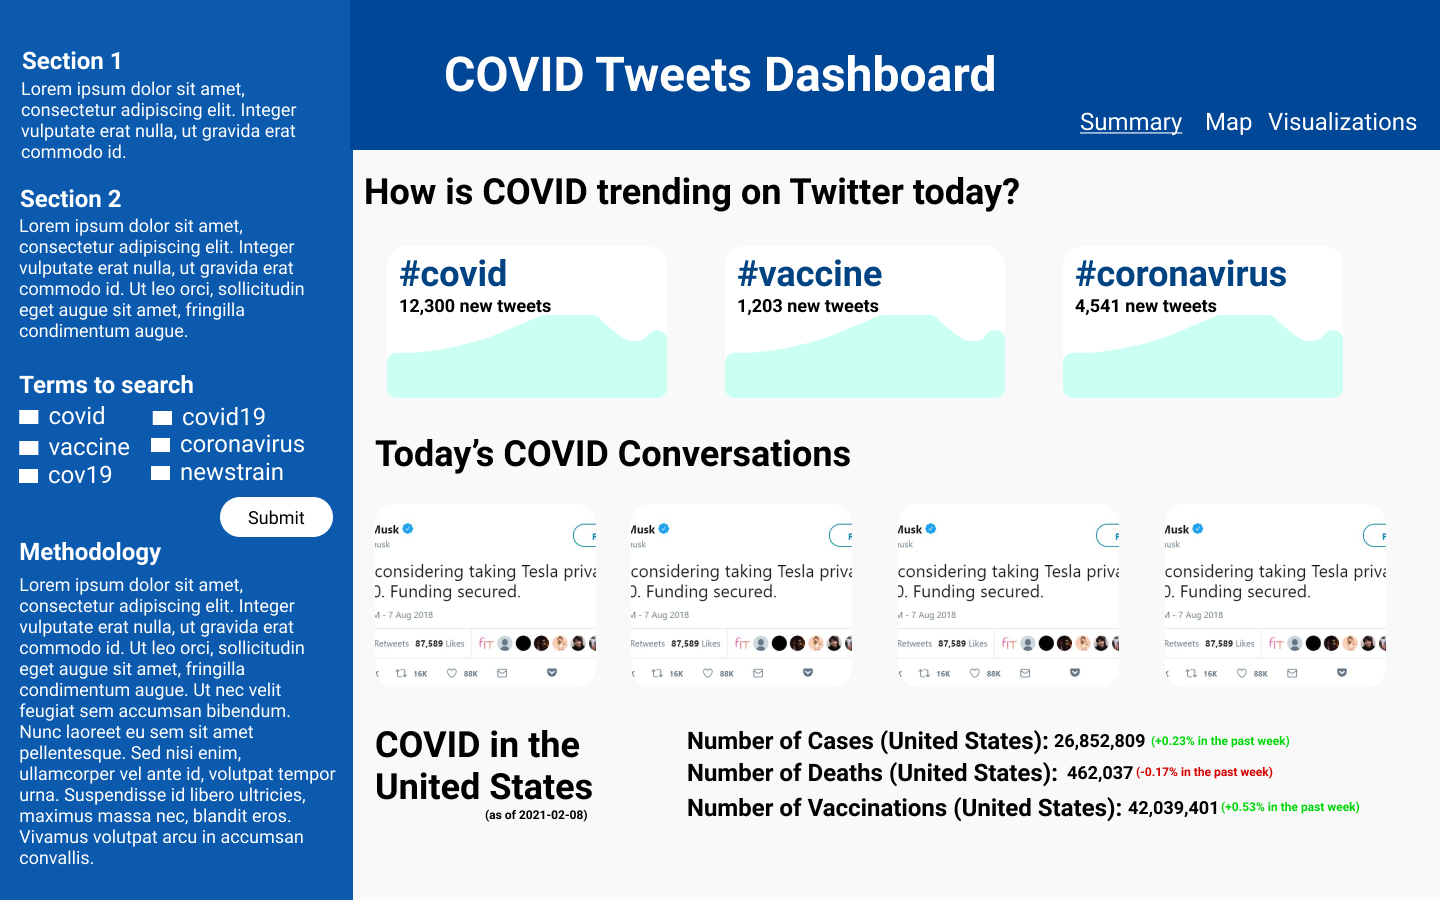 Section 1
Lorem ipsum dolor sit amet,
consectetur adipiscing elit. Integer
vulputate erat nulla, ut gravida erat
commodo id.
Section 2
Lorem ipsum dolor sit amet,
consectetur adipiscing elit. Integer
vulputate erat nulla, ut gravida erat
commodo id. Ut leo orci, sollicitudin
eget augue sit amet, fringilla
condimentum augue.
Terms to search
covid covid19
vaccine coronavirus
cov19 newstrain
Submit
Methodology
Lorem ipsum dolor sit amet,
consectetur adipiscing elit. Integer
vulputate erat nulla, ut gravida erat
commodo id. Ut leo orci, sollicitudin
eget augue sit amet, fringilla
condimentum augue. Ut nec velit
feugiat sem accumsan bibendum.
Nunc laoreet eu sem sit amet
pellentesque. Sed nisi enim,
ullamcorper vel ante id, volutpat tempor
urna. Suspendisse id libero ultricies,
maximus massa nec, blandit eros.
Vivamus volutpat arcu in accumsan
convallis.
COVID Tweets Dashboard
Summary Map Visualizations
How is COVID trending on Twitter today?
#covid
12,300 new tweets
#vaccine
1,203 new tweets
#coronavirus
4,541 new tweets
Today's COVID Conversations
Musk
usk
considering taking Tesla priva
0. Funding secured.
M - 7 Aug 2018
Retweets 87,589 Likes
16K 88K
Musk
usk
considering taking Tesla priva
0. Funding secured.
M - 7 Aug 2018
Retweets 87,589 Likes
16K 88K
Musk
usk
considering taking Tesla priva
0. Funding secured.
M - 7 Aug 2018
Retweets 87,589 Likes
16K 88K
Musk
usk
considering taking Tesla priva
0. Funding secured.
M - 7 Aug 2018
Retweets 87,589 Likes
16K 88K
COVID in the
United States
(as of 2021-02-08)
Number of Cases (United States): 26,852,809 (+0.23% in the past week)
Number of Deaths (United States): 462,037 (-0.17% in the past week)
Number of Vaccinations (United States): 42,039,401 (+0.53% in the past week)